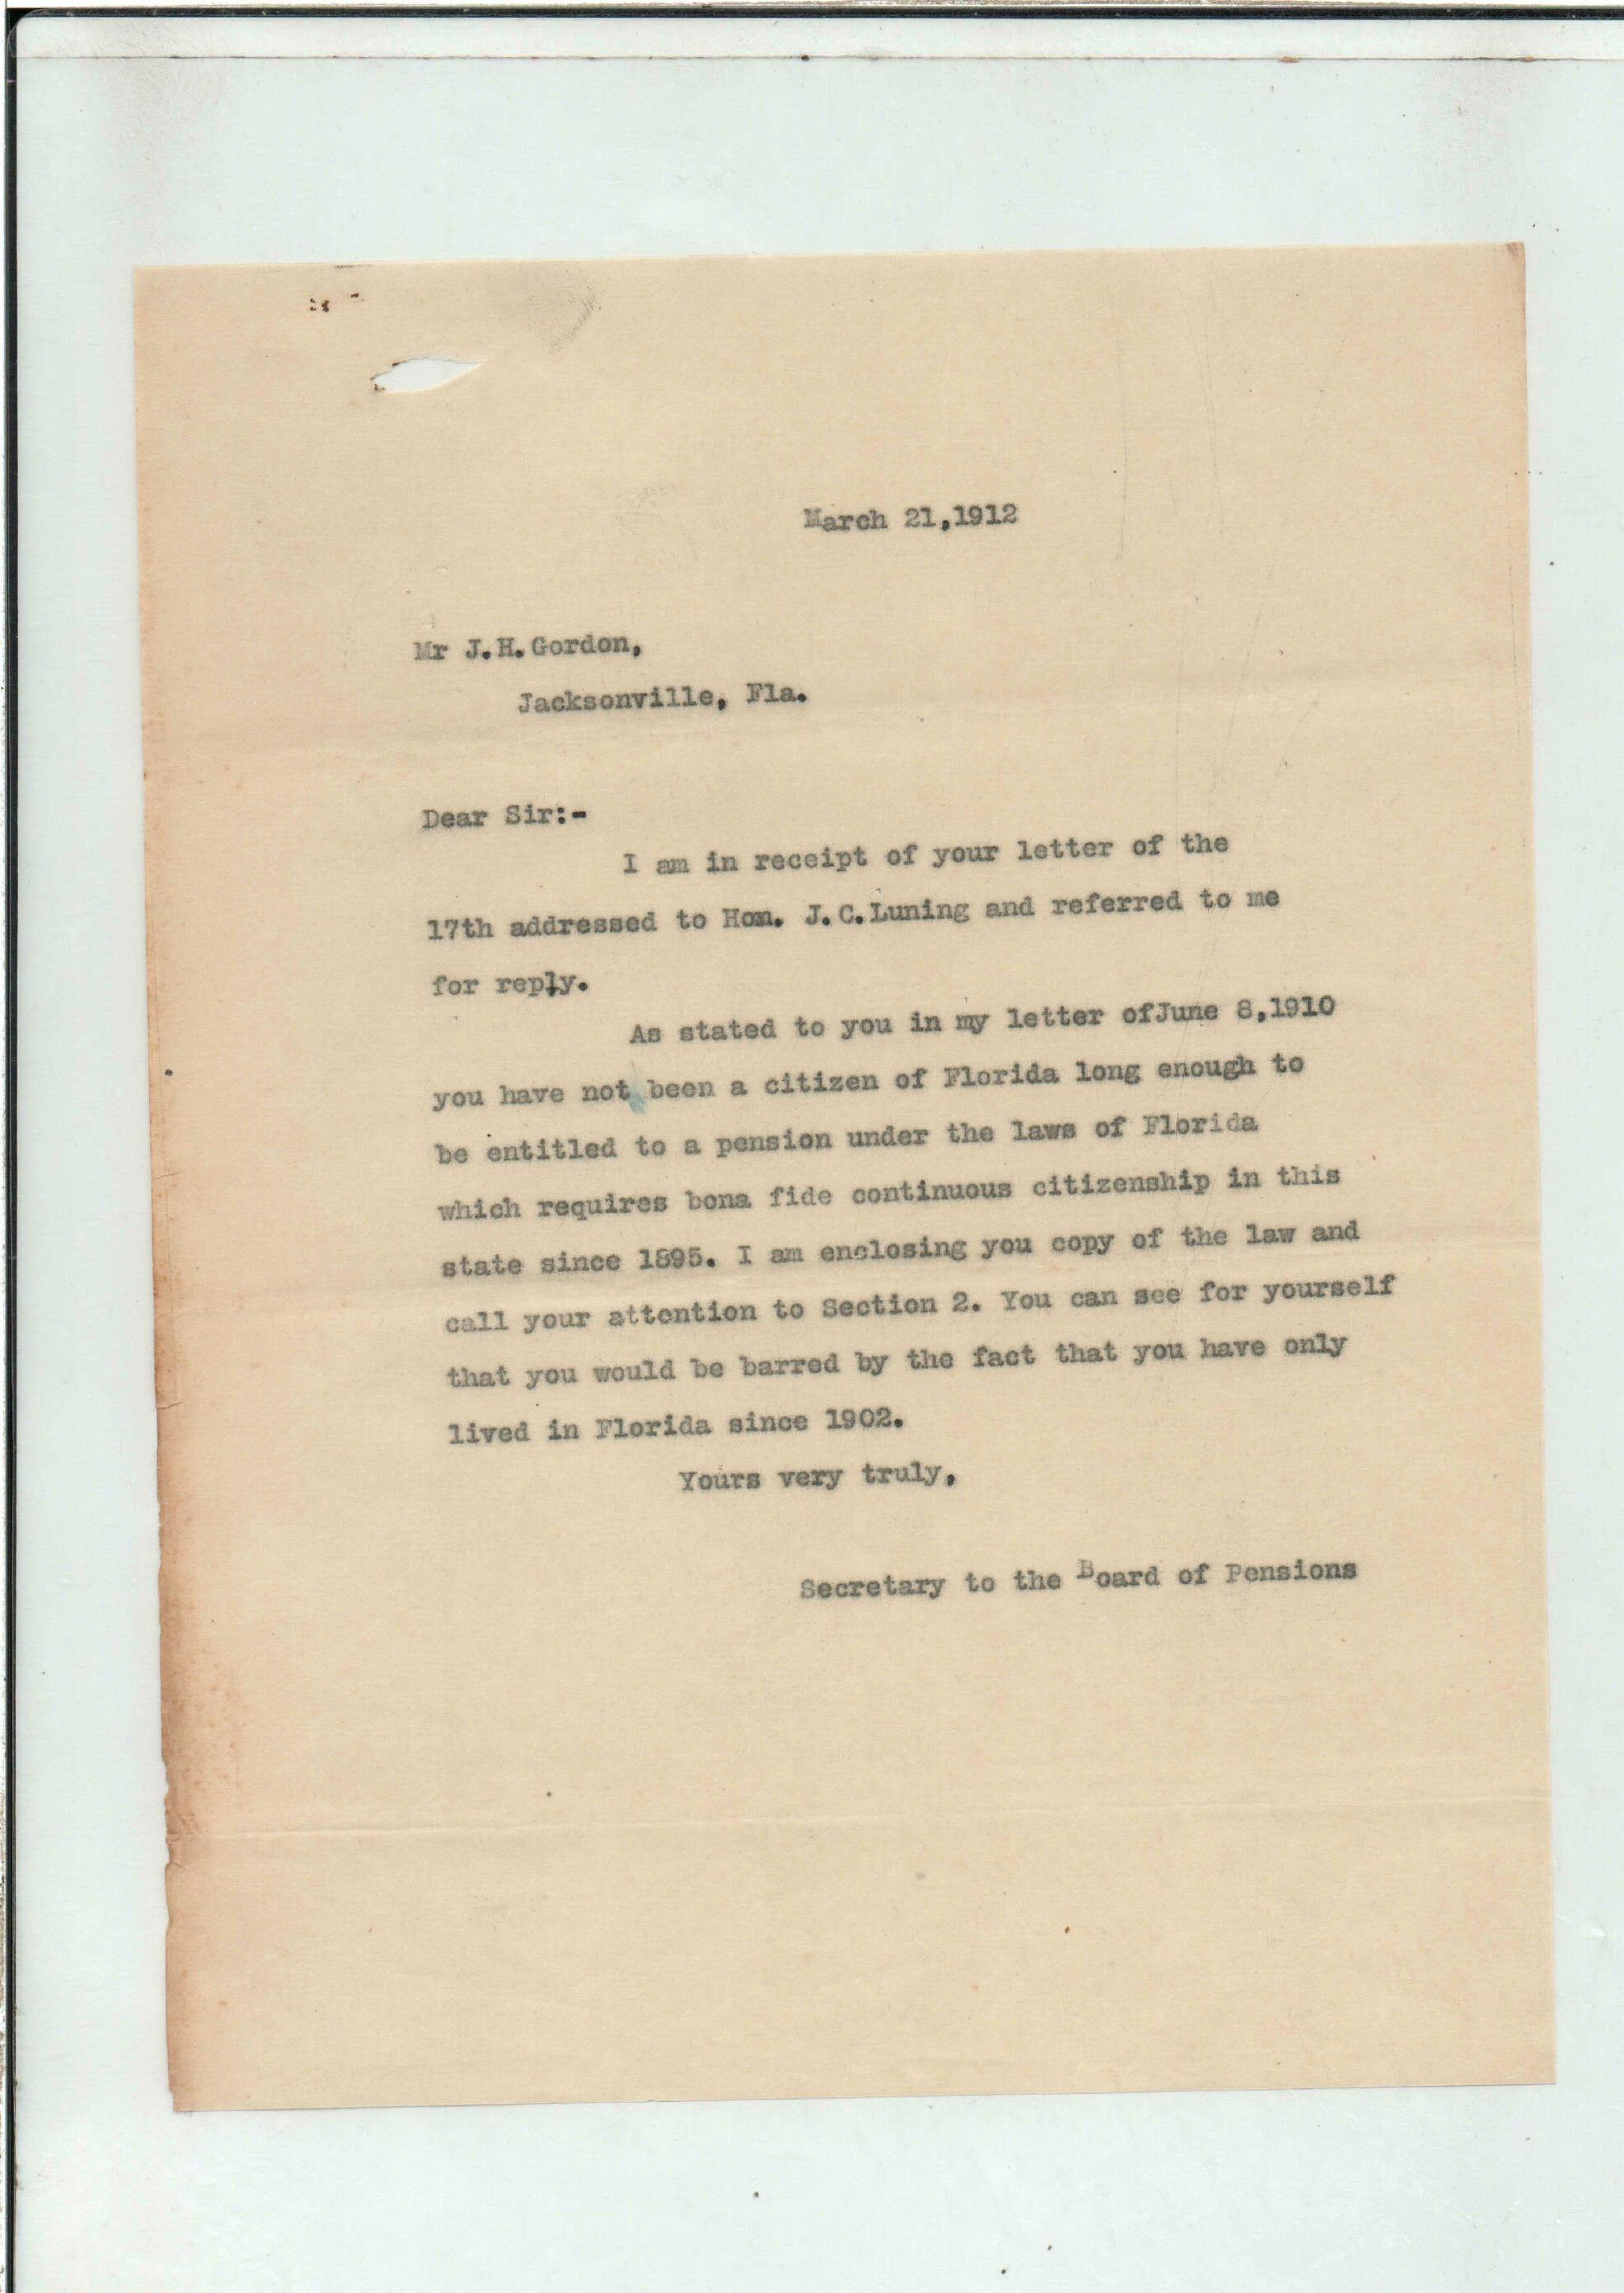 March 21,1912
Mr J.H.Gordon,
Jacksonville, Fla.
Dear Sir:-
I am in receipt of your letter of the
17th addressed to Hon. J.C.Luning and referred to me
for reply.
As stated to you in my letter ofJune 8,1910
you have not been a citizen of Florida long enough to
be entitled to a pension under the laws of Florida
which requires bona fide continuous citizenship in this
state since 1895. I am enclosing you copy of the law and
call your attention to Section 2. You can see for yourself
that you would be barred by the fact that you have only
lived in Florida since 1902.
Yours very truly,
Secretary to the Board of Pensions